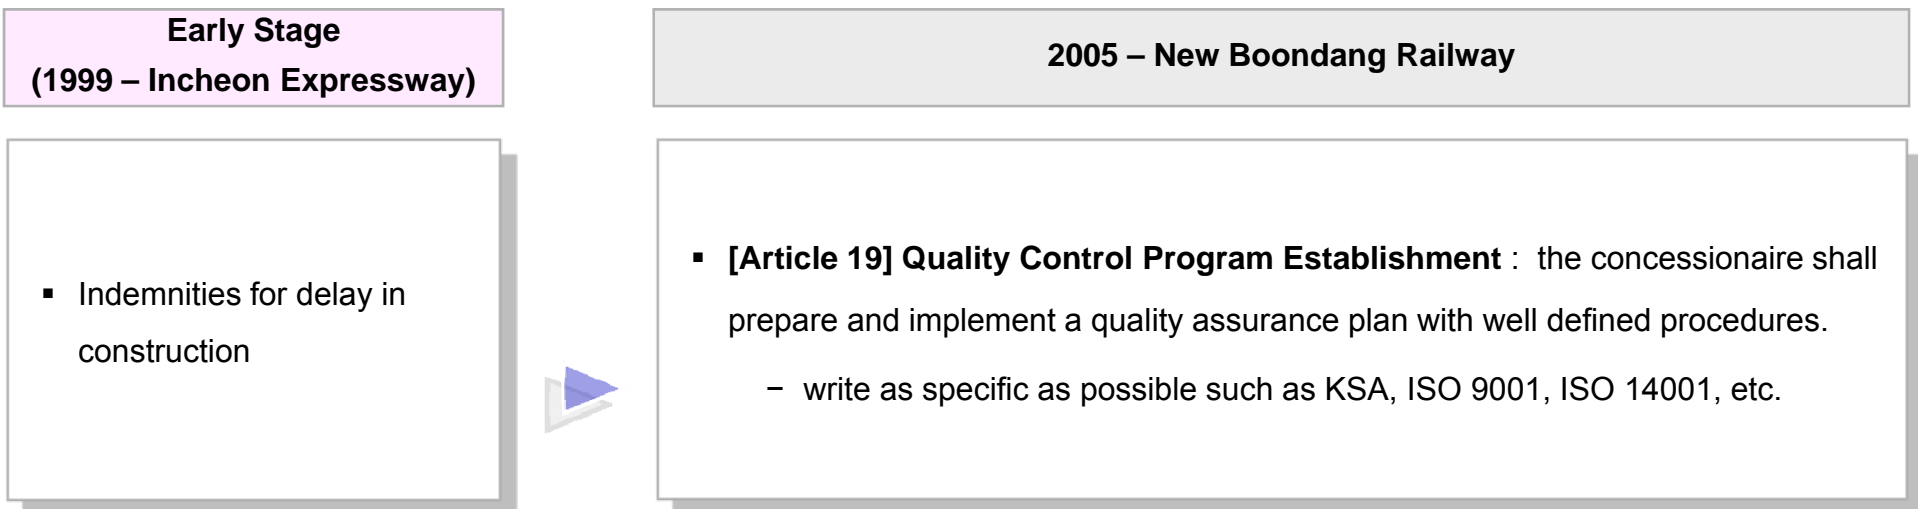 Early Stage
(1999 – Incheon Expressway)
2005 – New Boondang Railway
▪ Indemnities for delay in
construction
▪ [Article 19] Quality Control Program Establishment : the concessionaire shall
prepare and implement a quality assurance plan with well defined procedures.
− write as specific as possible such as KSA, ISO 9001, ISO 14001, etc.